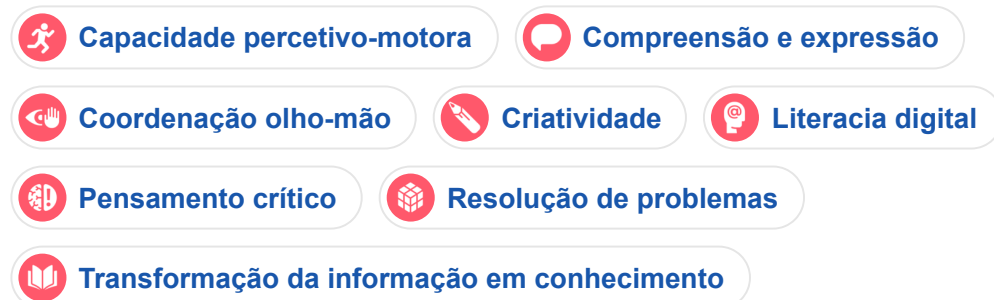 Capacidade percetivo-motora Compreensão e expressão
Coordenação olho-mão Criatividade Literacia digital
Pensamento crítico Resolução de problemas
Transformação da informação em conhecimento